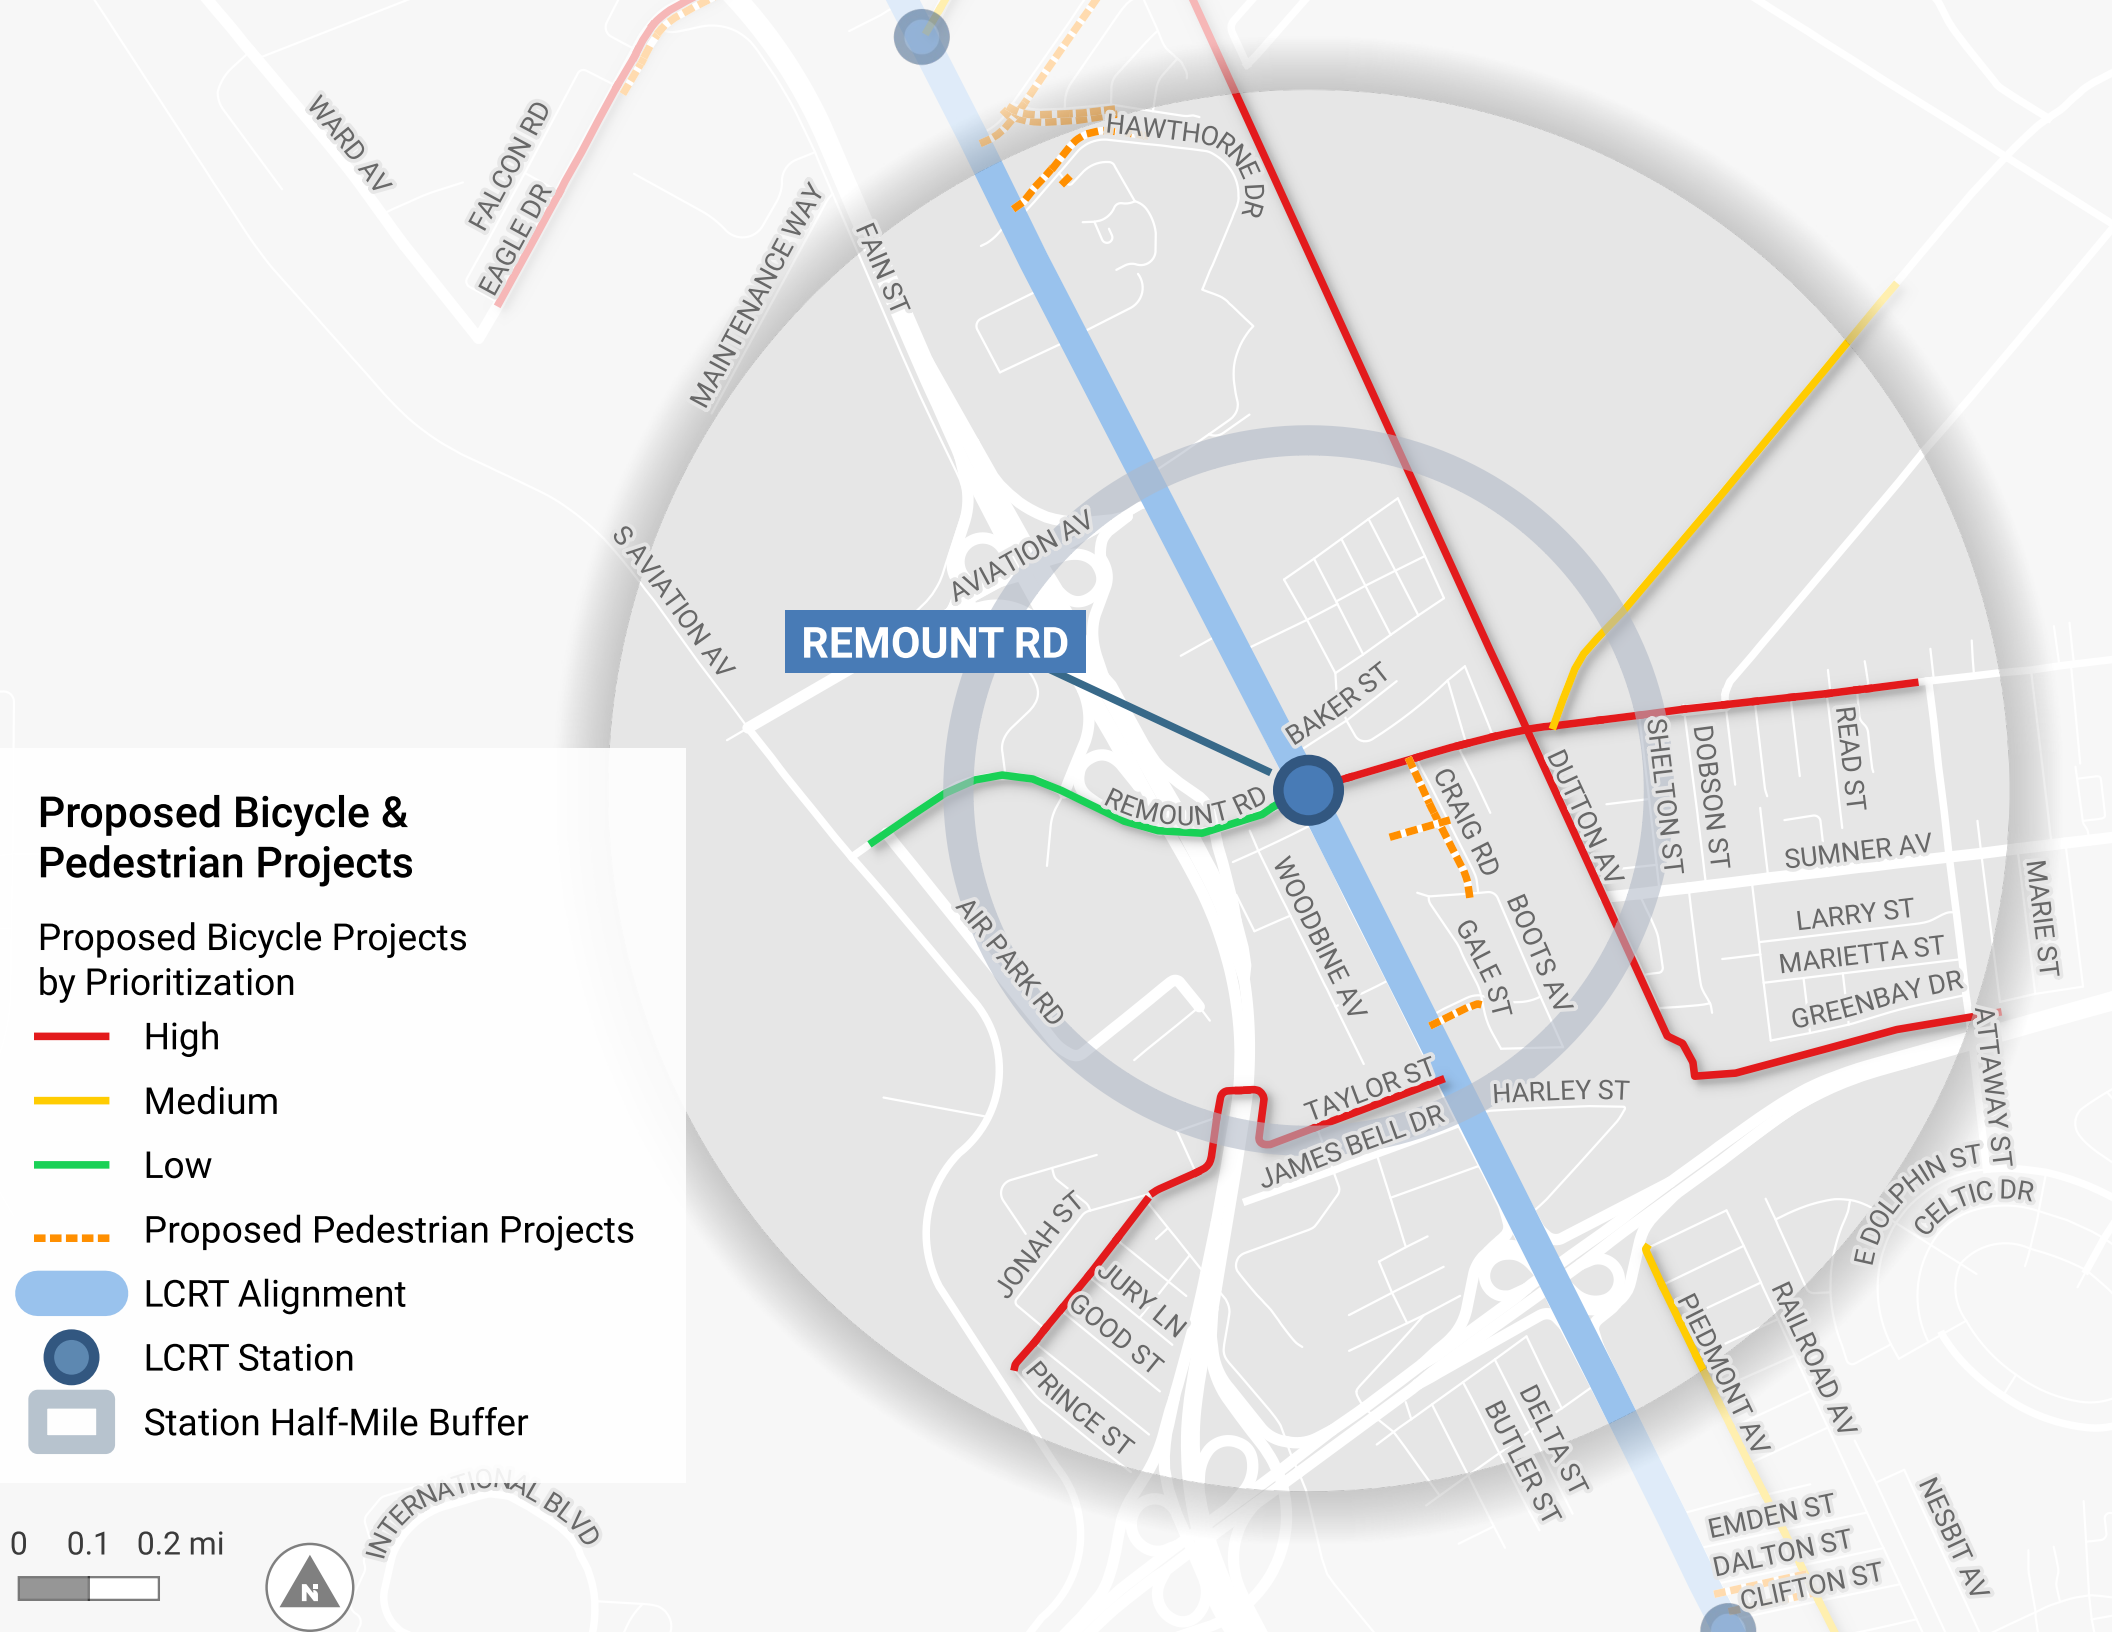 WARD AV
FALCON RD
EAGLE DR
MAINTENANCE WAY
FAIN ST
HAWTHORNE DR
S AVIATION AV
AVIATION AV
REMOUNT RD
BAKER ST
REMOUNT RD
CRAIG RD
DUTTON AV
SHELTON ST
DOBSON ST
READ ST
SUMNER AV
MARIE ST
LARRY ST
MARIETTA ST
GREENBAY DR
WOODBINE AV
GALE ST
BOOTS AV
AIR PARK RD
TAYLOR ST
JAMES BELL DR
HARLEY ST
ATTAWAY ST
E DOLPHIN ST
CELTIC DR
JONAH ST
JURY LN
GOOD ST
PRINCE ST
PIEDMONT AV
RAILROAD AV
DELTA ST
BUTLER ST
EMDEN ST
DALTON ST
CLIFTON ST
NESBIT AV
INTERNATIONAL BLVD
Proposed Bicycle &
Pedestrian Projects
Proposed Bicycle Projects
by Prioritization
High
Medium
Low
Proposed Pedestrian Projects
LCRT Alignment
LCRT Station
Station Half-Mile Buffer
0 0.1 0.2 mi
N